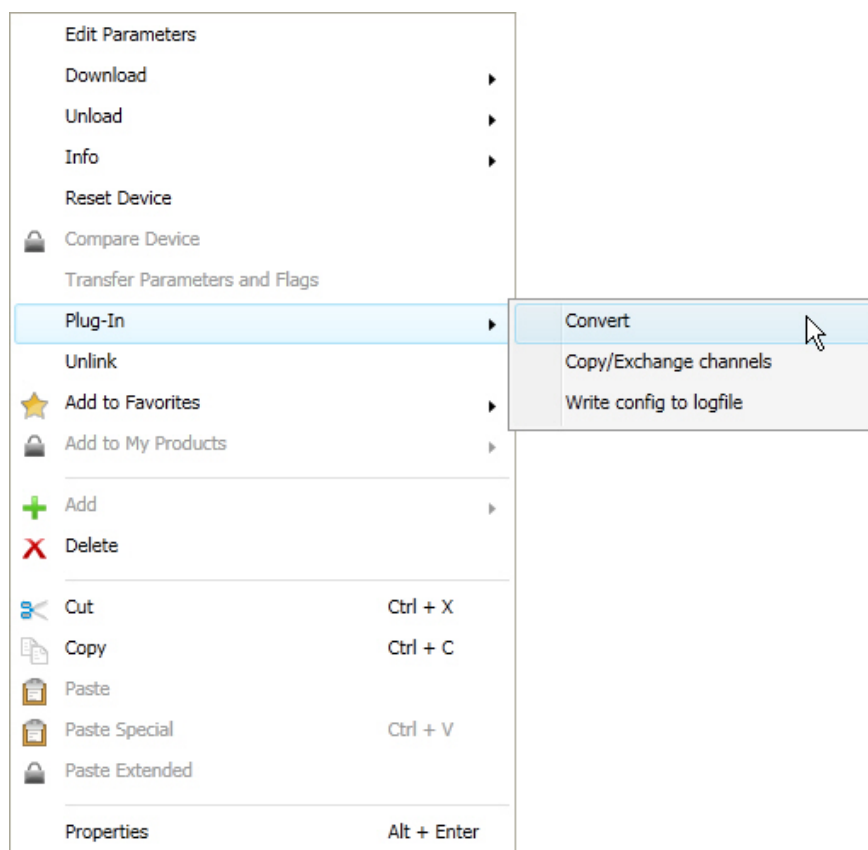 Edit Parameters
Download
Unload
Info
Reset Device
Compare Device
Transfer Parameters and Flags
Plug-In
Convert
Unlink
Copy/Exchange channels
Add to Favorites
Write config to logfile
Add to My Products
Add
Delete
Cut Ctrl + X
Copy Ctrl + C
Paste
Paste Special Ctrl + V
Paste Extended
Properties Alt + Enter